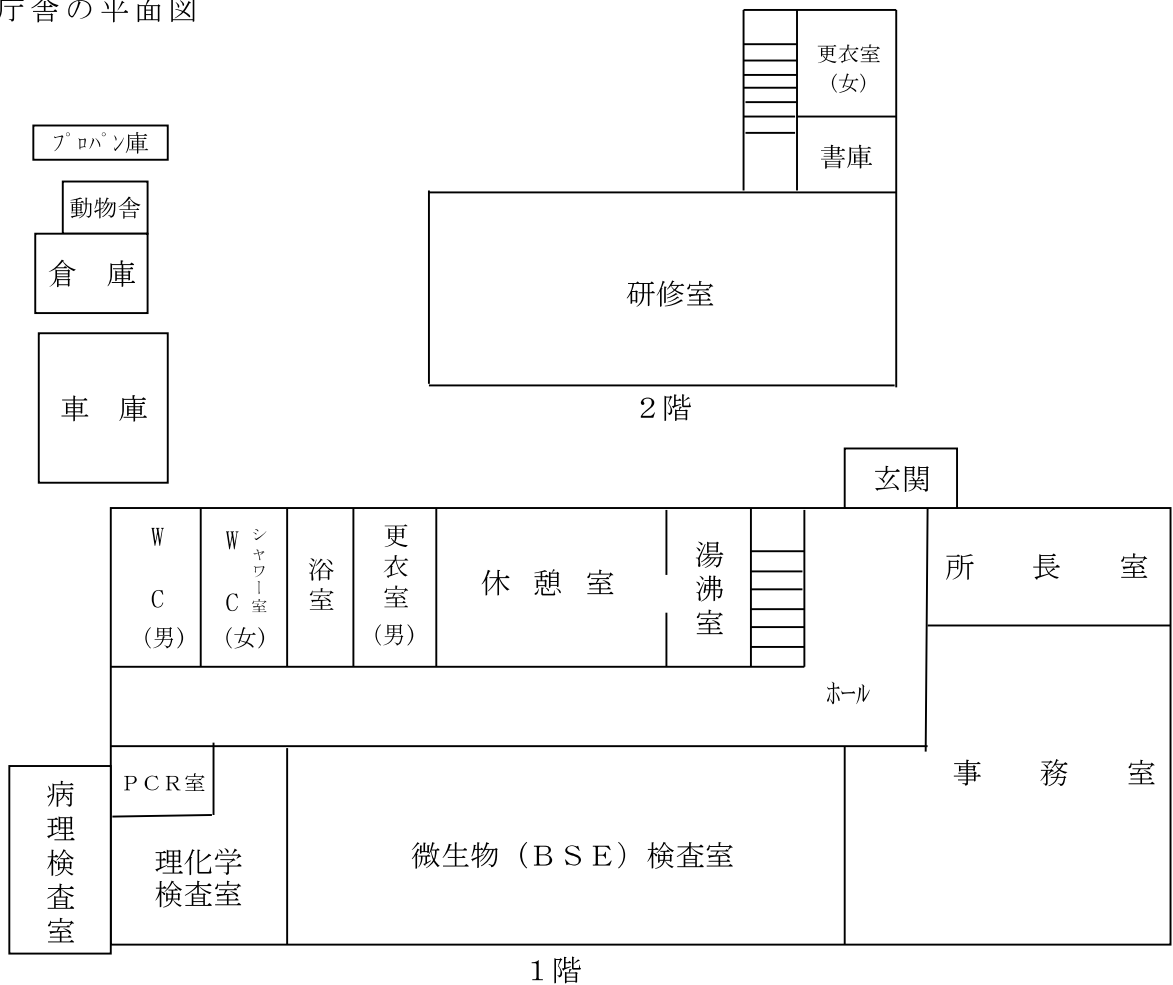 庁舎の平面図
更衣室
（女）
書庫
ﾌﾟﾛﾊﾟﾝ庫
動物舎
倉　庫
車　庫
研修室
２階
玄関
ＷＣ
（男）
ＷＣ
（女）
シャワー室
浴室
更衣室
（男）
休　憩　室
湯沸室
所　長　室
ﾎｰﾙ
事　務　室
ＰＣＲ室
病理検査室
理化学
検査室
微生物（ＢＳＥ）検査室
１階